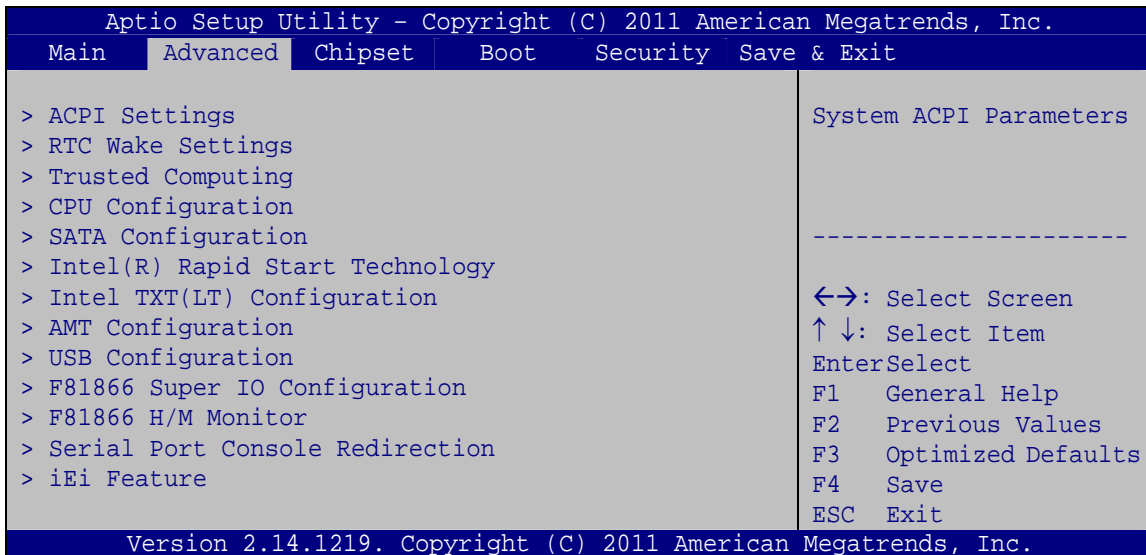 Aptio Setup Utility – Copyright (C) 2011 American Megatrends, Inc.
Main Advanced Chipset Boot Security Save & Exit
> ACPI Settings
> RTC Wake Settings
> Trusted Computing
> CPU Configuration
> SATA Configuration
> Intel(R) Rapid Start Technology
> Intel TXT(LT) Configuration
> AMT Configuration
> USB Configuration
> F81866 Super IO Configuration
> F81866 H/M Monitor
> Serial Port Console Redirection
> iEi Feature
System ACPI Parameters
----------------------
←→: Select Screen
↑ ↓: Select Item
EnterSelect
F1 General Help
F2 Previous Values
F3 Optimized Defaults
F4 Save
ESC Exit
Version 2.14.1219. Copyright (C) 2011 American Megatrends, Inc.